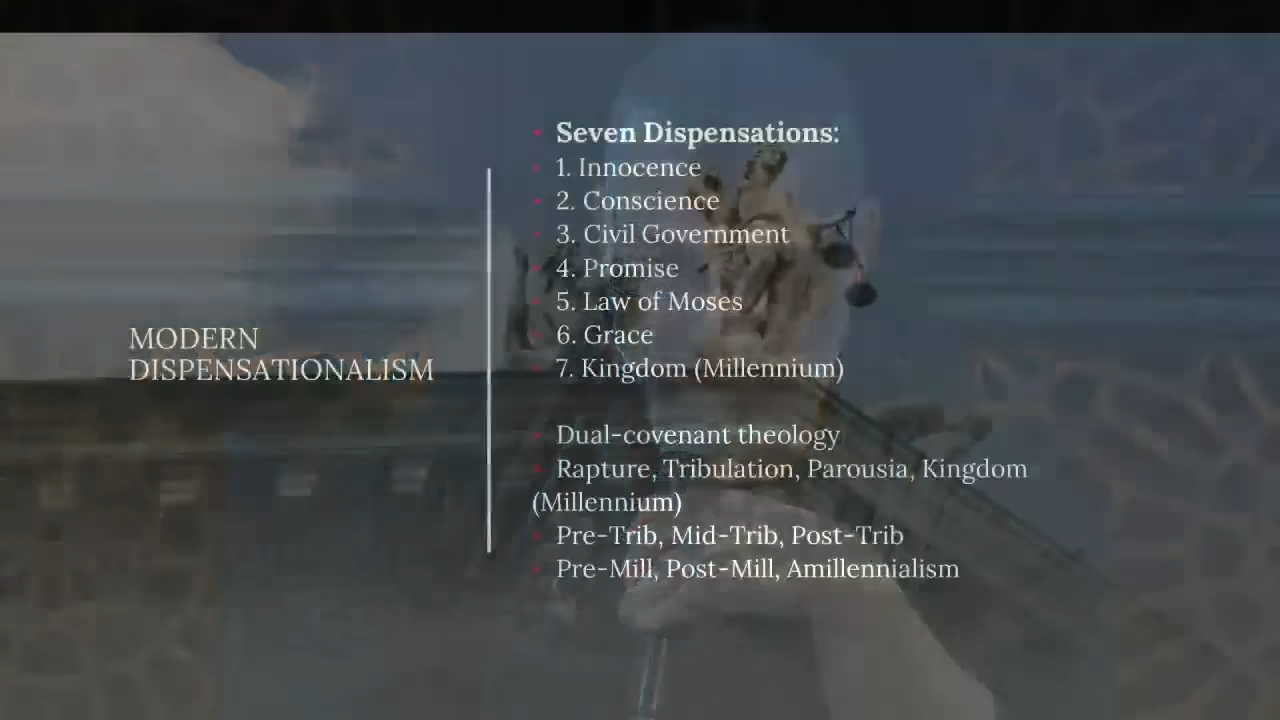 MODERN
DISPENSATIONALISM
Seven Dispensations:
1. Innocence
2. Conscience
3. Civil Government
4. Promise
5. Law of Moses
6. Grace
7. Kingdom (Millennium)
Dual-covenant theology
Rapture, Tribulation, Parousia, Kingdom
(Millennium)
Pre-Trib, Mid-Trib, Post-Trib
Pre-Mill, Post-Mill, Amillennialism